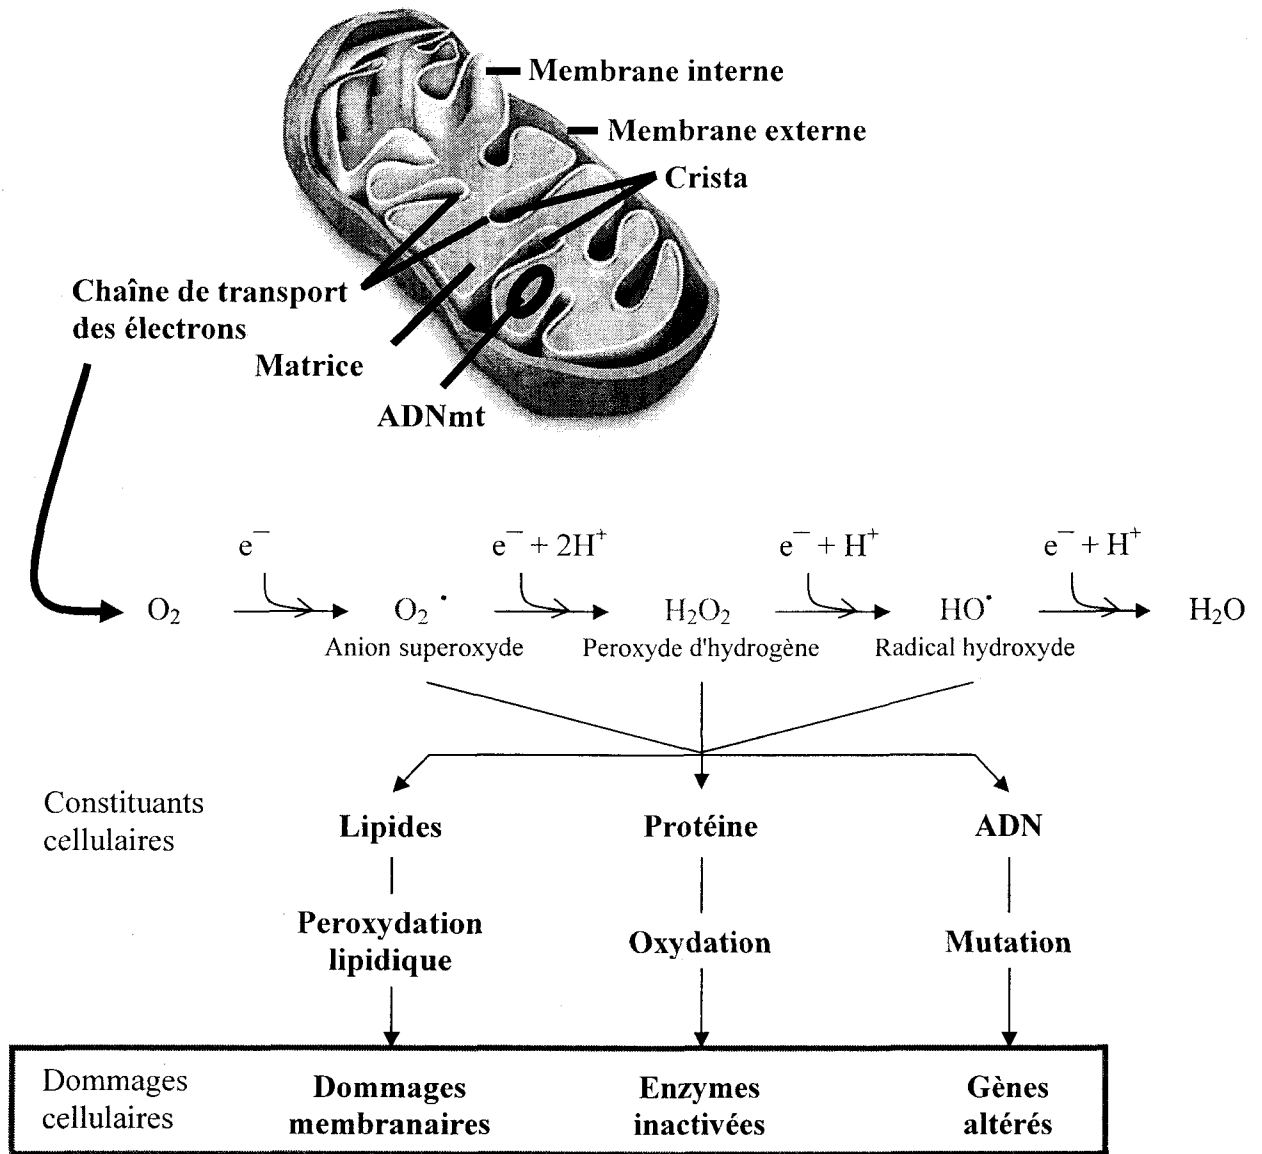 Membrane interne
Membrane externe
Crista
Chaîne de transport
des électrons
Matrice
ADNmt
e⁻ e⁻ + 2H⁺ e⁻ + H⁺ e⁻ + H⁺
O₂ O₂• H₂O₂ HO• H₂O
Anion superoxyde Peroxyde d'hydrogène Radical hydroxyde
Constituants
cellulaires
Lipides Protéine ADN
Peroxydation
lipidique
Oxydation Mutation
Dommages
cellulaires
Dommages
membranaires
Enzymes
inactivées
Gènes
altérés